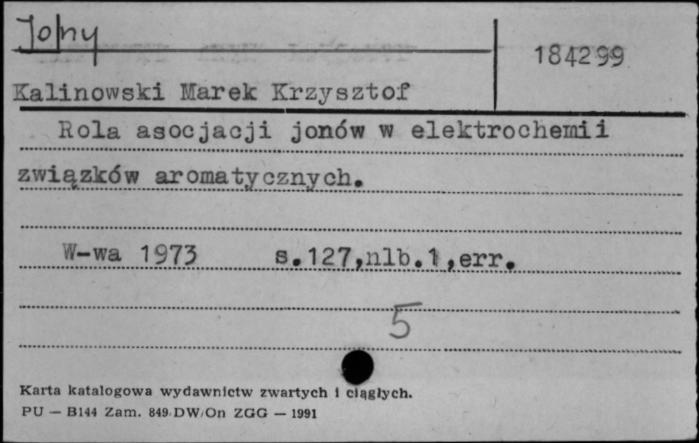 Jony
184299
Kalinowski Marek Krzysztof
Rola asocjacji jonów w elektrochemii
związków aromatycznych.
W-wa 1973 s.127,nlb.1,err.
5
Karta katalogowa wydawnictw zwartych i ciągłych.
PU — B144 Zam. 849 DW/On ZGG — 1991